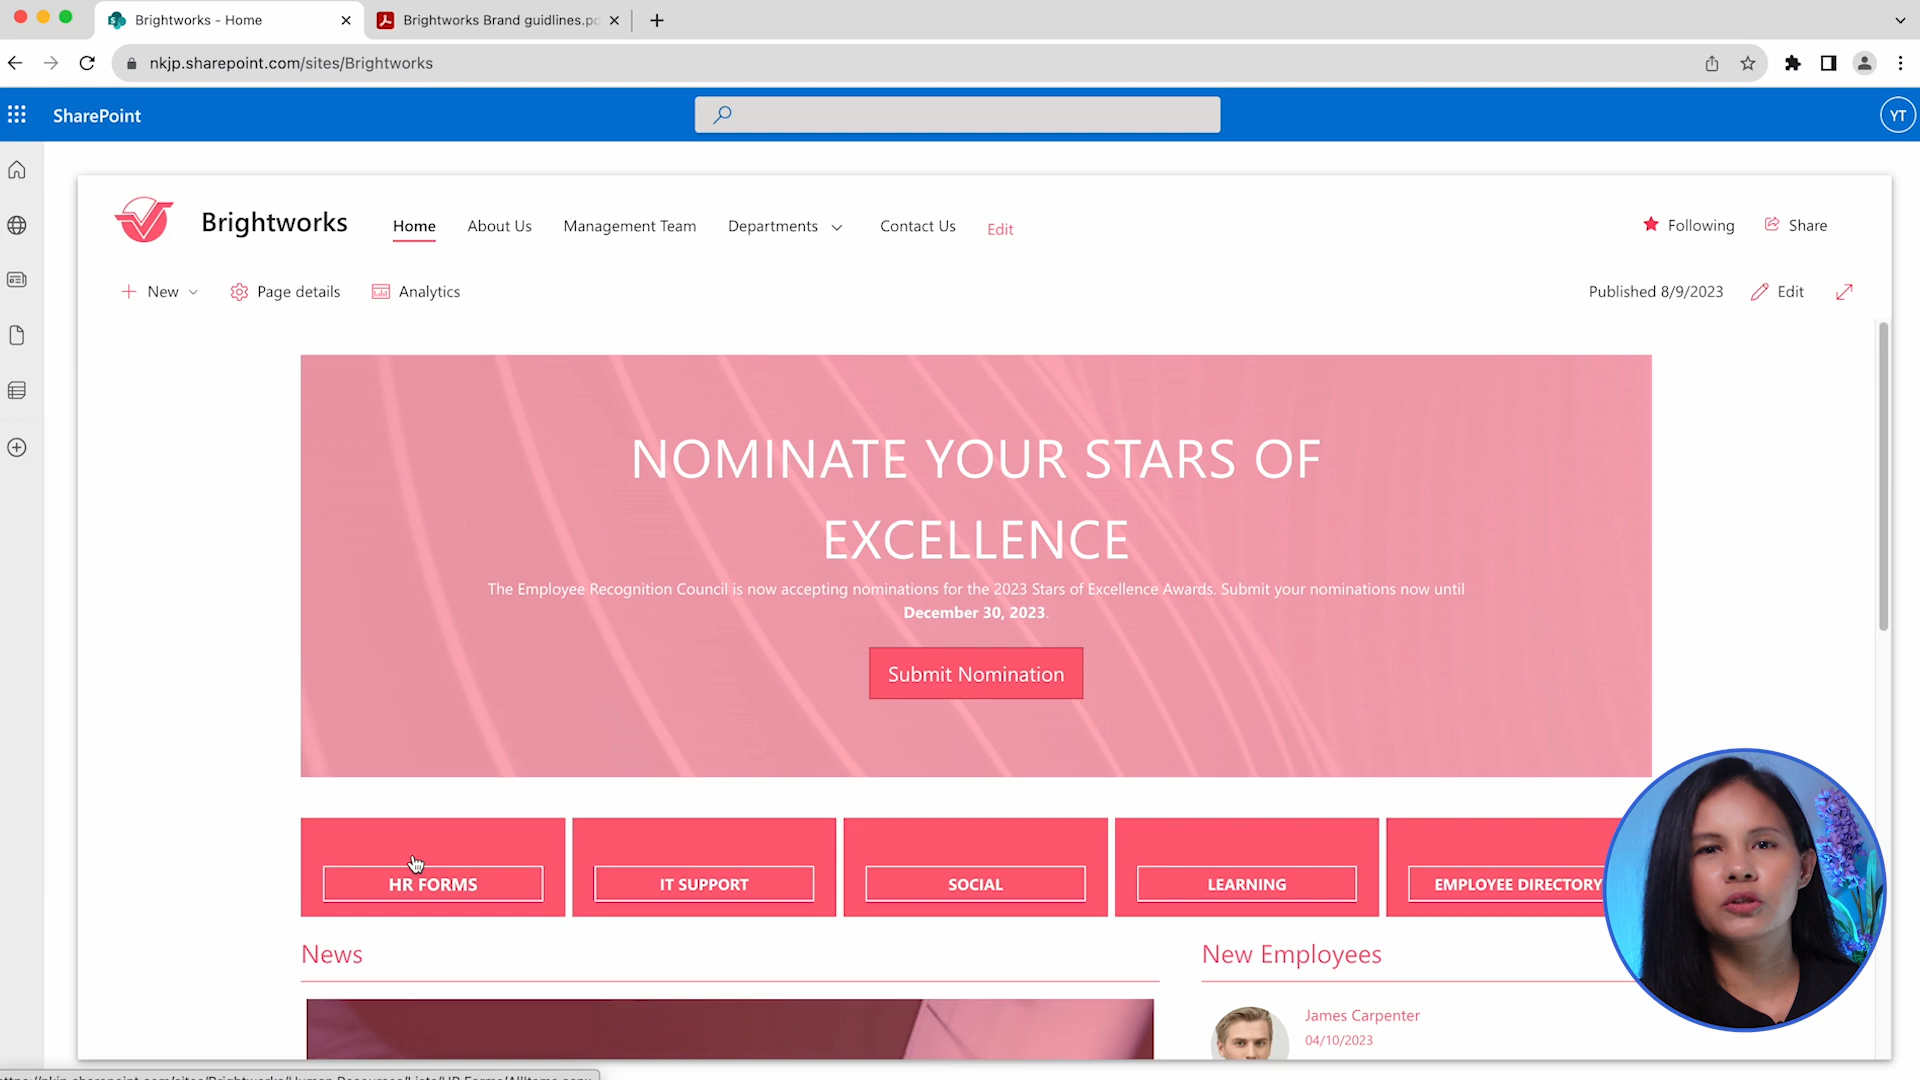 Brightworks - Home
Brightworks Brand guidlines.pd
nkjp.sharepoint.com/sites/Brightworks
SharePoint
YT
Brightworks
Home
About Us
Management Team
Departments
Contact Us
Edit
Following
Share
New
Page details
Analytics
Published 8/9/2023
Edit
NOMINATE YOUR STARS OF
EXCELLENCE
The Employee Recognition Council is now accepting nominations for the 2023 Stars of Excellence Awards. Submit your nominations now until
December 30, 2023.
Submit Nomination
HR FORMS
IT SUPPORT
SOCIAL
LEARNING
EMPLOYEE DIRECTORY
News
New Employees
James Carpenter
04/10/2023